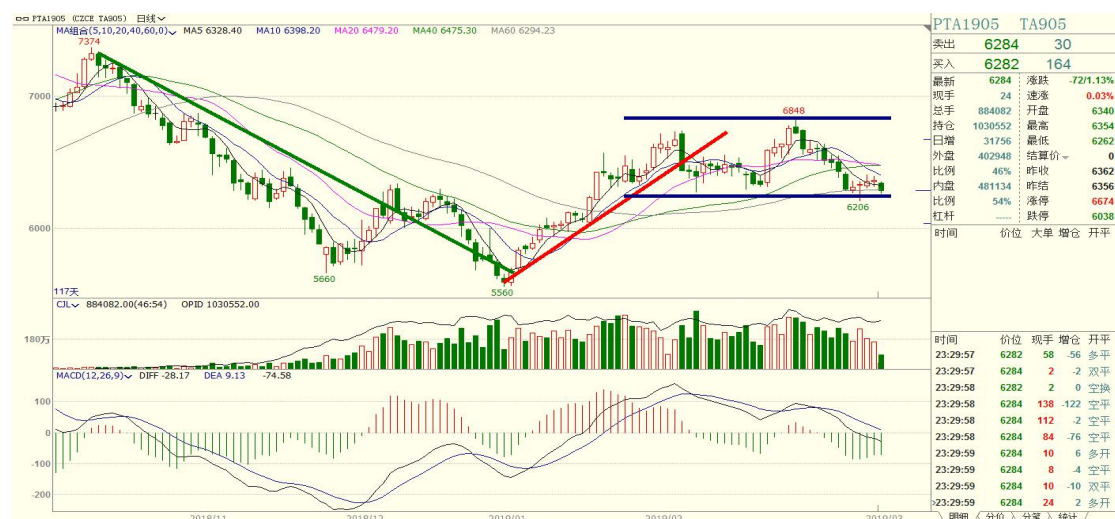 PTA1905 (CZCE TA905) 日线
MA组合(5,10,20,40,60,0) MA5 6328.40 MA10 6398.20 MA20 6479.20 MA40 6475.30 MA60 6294.23
7374
7000
6848
6206
6000
5660
5560
117天
CJL 884082.00(46:54) OPID 1030552.00
180万
MACD(12,26,9) DIFF -28.17 DEA 9.13 -74.58
100
0
-100
-200
2018/11 2018/12 2019/01 2019/02 2019/03
PTA1905 TA905
卖出 6284 30
买入 6282 164
最新 6284 涨跌 -72/1.13%
现手 24 速涨 0.03%
总手 884082 开盘 6340
持仓 1030552 最高 6354
日增 31756 最低 6262
外盘 402948 结算价 0
比例 46% 昨收 6362
内盘 481134 昨结 6356
比例 54% 涨停 6674
杠杆 ----- 跌停 6038
时间 价位 大单 增仓 开平
时间 价位 现手 增仓 开平
23:29:57 6282 58 -56 多平
23:29:57 6284 2 -2 双平
23:29:58 6282 2 0 空换
23:29:58 6284 138 -122 空平
23:29:58 6284 112 -2 空平
23:29:58 6284 84 -76 空平
23:29:59 6284 10 6 多开
23:29:59 6284 8 -4 空平
23:29:59 6284 10 -10 双平
>23:29:59 6284 24 2 多开
明细 分价 分笔 统计